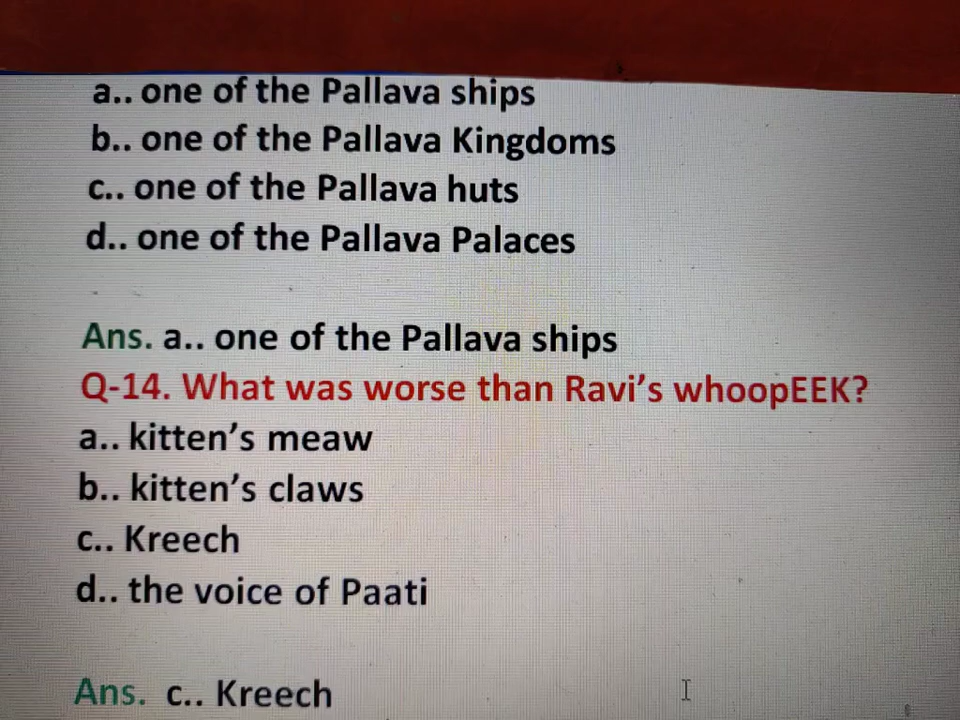 a.. one of the Pallava ships
b.. one of the Pallava Kingdoms
c.. one of the Pallava huts
d.. one of the Pallava Palaces
Ans. a.. one of the Pallava ships
Q-14. What was worse than Ravi's whoopEEK?
a.. kitten's meaw
b.. kitten's claws
c.. Kreech
d.. the voice of Paati
Ans. c.. Kreech